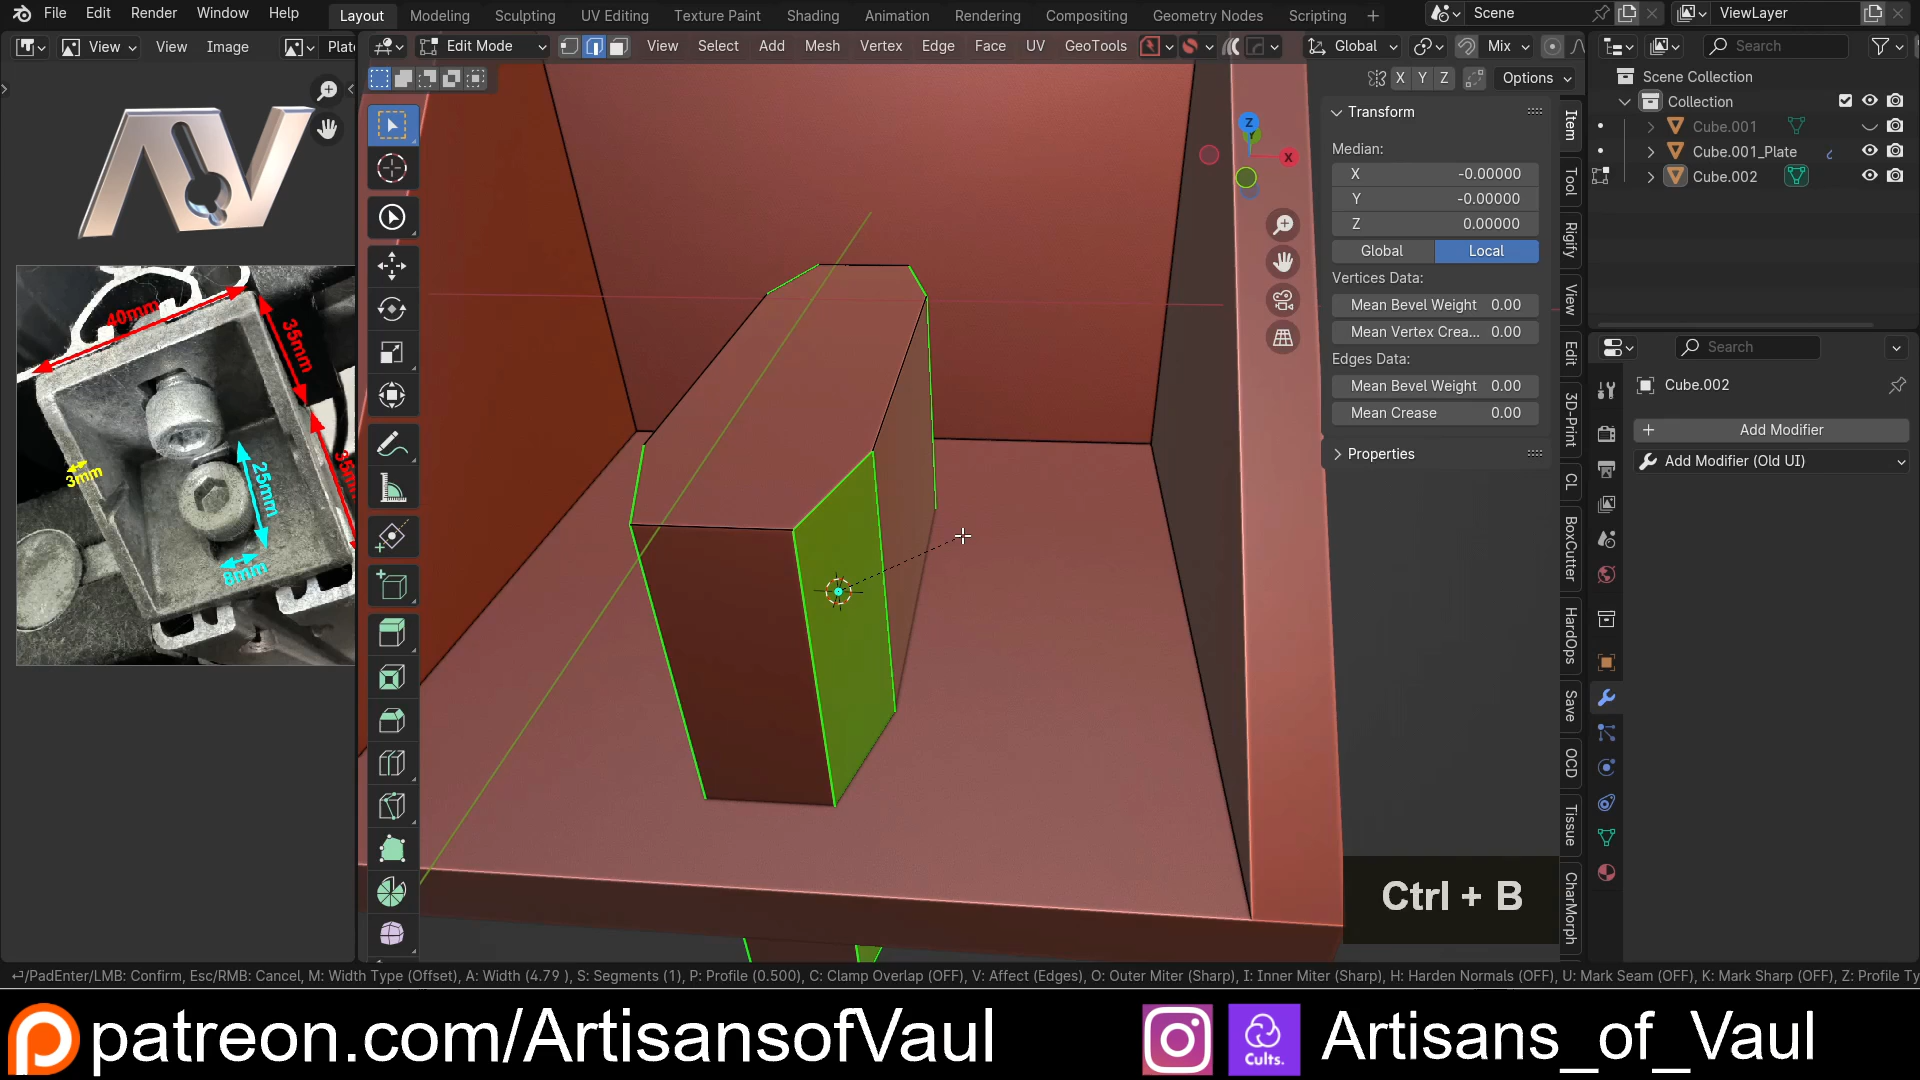 File Edit Render Window Help Layout Modeling Sculpting UV Editing Texture Paint Shading Animation Rendering Compositing Geometry Nodes Scripting + Scene ViewLayer
View View Image Plate
Edit Mode View Select Add Mesh Vertex Edge Face UV GeoTools Global Mix
X Y Z Options
Search
Scene Collection
Collection
Cube.001
Cube.001_Plate
Cube.002
Transform
Median:
X -0.00000
Y -0.00000
Z 0.00000
Global Local
Vertices Data:
Mean Bevel Weight 0.00
Mean Vertex Crea... 0.00
Edges Data:
Mean Bevel Weight 0.00
Mean Crease 0.00
Properties
Item
Tool
Rigify
View
Edit
3D-Print
CL
BoxCutter
HardOps
Save
OCD
Tissue
CharMorph
Search
Cube.002
Add Modifier
Add Modifier (Old UI)
Z
Y
X
AV
40mm
35mm
35mm
3mm
25mm
8mm
Ctrl + B
/PadEnter/LMB: Confirm, Esc/RMB: Cancel, M: Width Type (Offset), A: Width (4.79 ), S: Segments (1), P: Profile (0.500), C: Clamp Overlap (OFF), V: Affect (Edges), O: Outer Miter (Sharp), I: Inner Miter (Sharp), H: Harden Normals (OFF), U: Mark Seam (OFF), K: Mark Sharp (OFF), Z: Profile Ty
patreon.com/ArtisansofVaul
Cults.
Artisans_of_Vaul